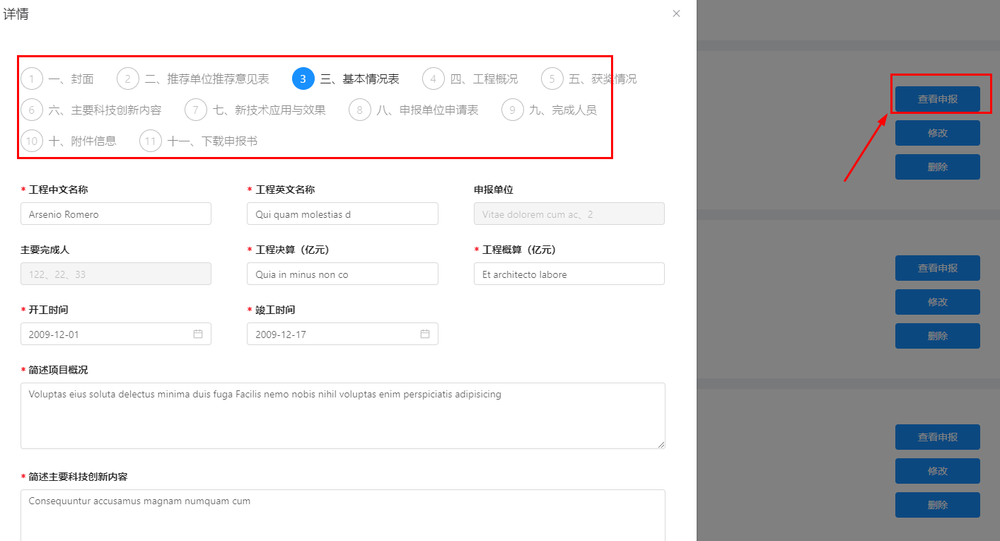 详情
1 一、封面 2 二、推荐单位推荐意见表 3 三、基本情况表 4 四、工程概况 5 五、获奖情况
6 六、主要科技创新内容 7 七、新技术应用与效果 8 八、申报单位申请表 9 九、完成人员
10 十、附件信息 11 十一、下载申报书
* 工程中文名称 * 工程英文名称 申报单位
Arsenio Romero Qui quam molestias d Vitae dolorem cum ac、2
主要完成人 * 工程决算（亿元） * 工程概算（亿元）
122、22、33 Quia in minus non co Et architecto labore
* 开工时间 * 竣工时间
2009-12-01 2009-12-17
* 简述项目概况
Voluptas eius soluta delectus minima duis fuga Facilis nemo nobis nihil voluptas enim perspiciatis adipisicing
* 简述主要科技创新内容
Consequuntur accusamus magnam numquam cum
查看申报
修改
删除
查看申报
修改
删除
查看申报
修改
删除